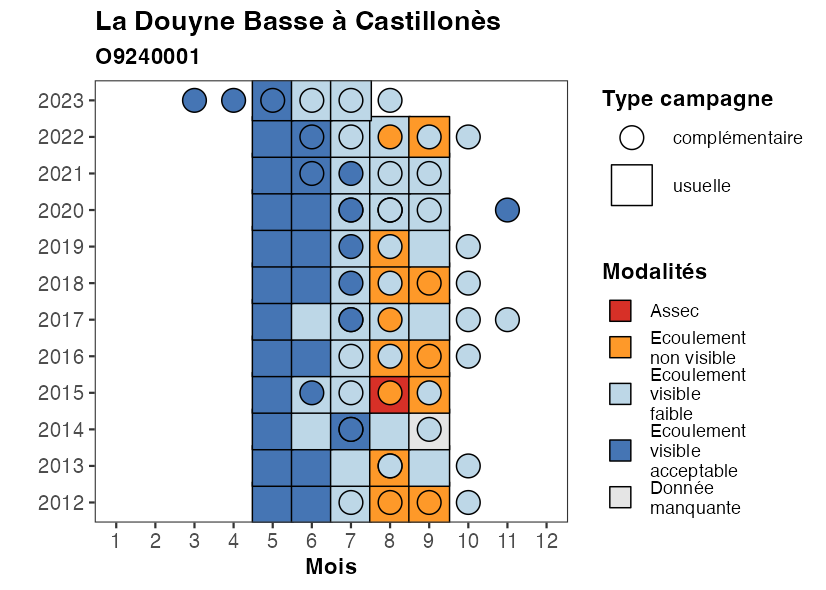 La Douyne Basse à Castillonès
O9240001
2023
2022
2021
2020
2019
2018
2017
2016
2015
2014
2013
2012
1 2 3 4 5 6 7 8 9 10 11 12
Mois
Type campagne
complémentaire
usuelle
Modalités
Assec
Ecoulement
non visible
Ecoulement
visible
faible
Ecoulement
visible
acceptable
Donnée
manquante